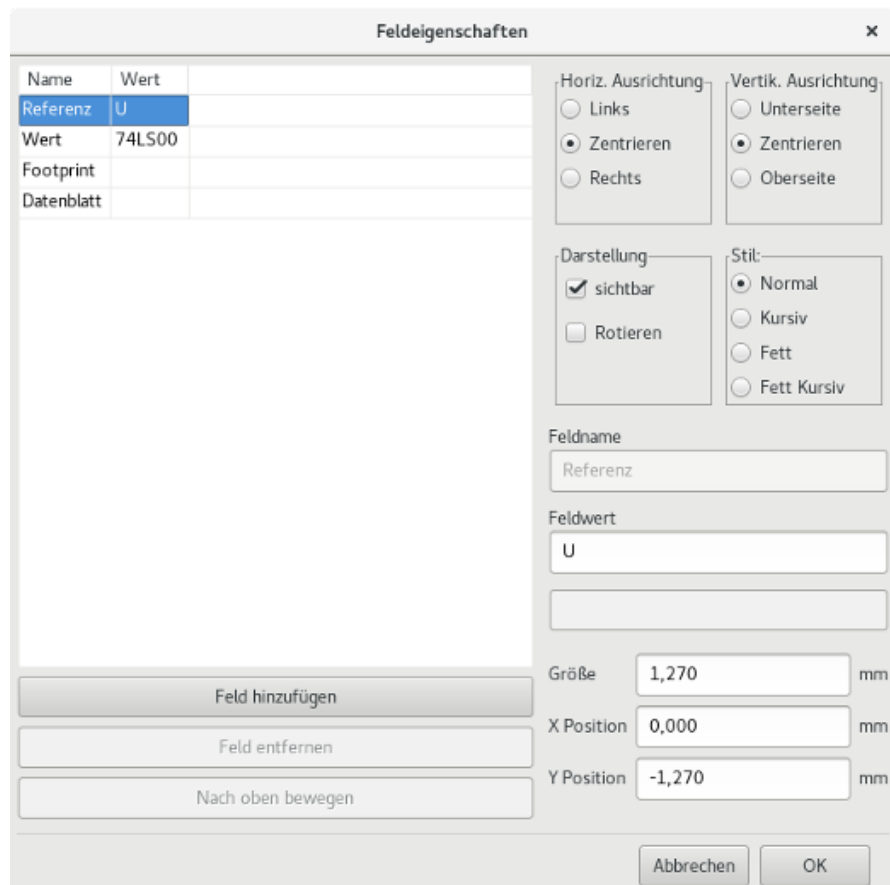 Feldeigenschaften
Name Wert
Referenz U
Wert 74LS00
Footprint
Datenblatt
Feld hinzufügen
Feld entfernen
Nach oben bewegen
Horiz. Ausrichtung
Links
Zentrieren
Rechts
Vertik. Ausrichtung
Unterseite
Zentrieren
Oberseite
Darstellung
sichtbar
Rotieren
Stil:
Normal
Kursiv
Fett
Fett Kursiv
Feldname
Referenz
Feldwert
U
Größe 1,270 mm
X Position 0,000 mm
Y Position -1,270 mm
Abbrechen OK